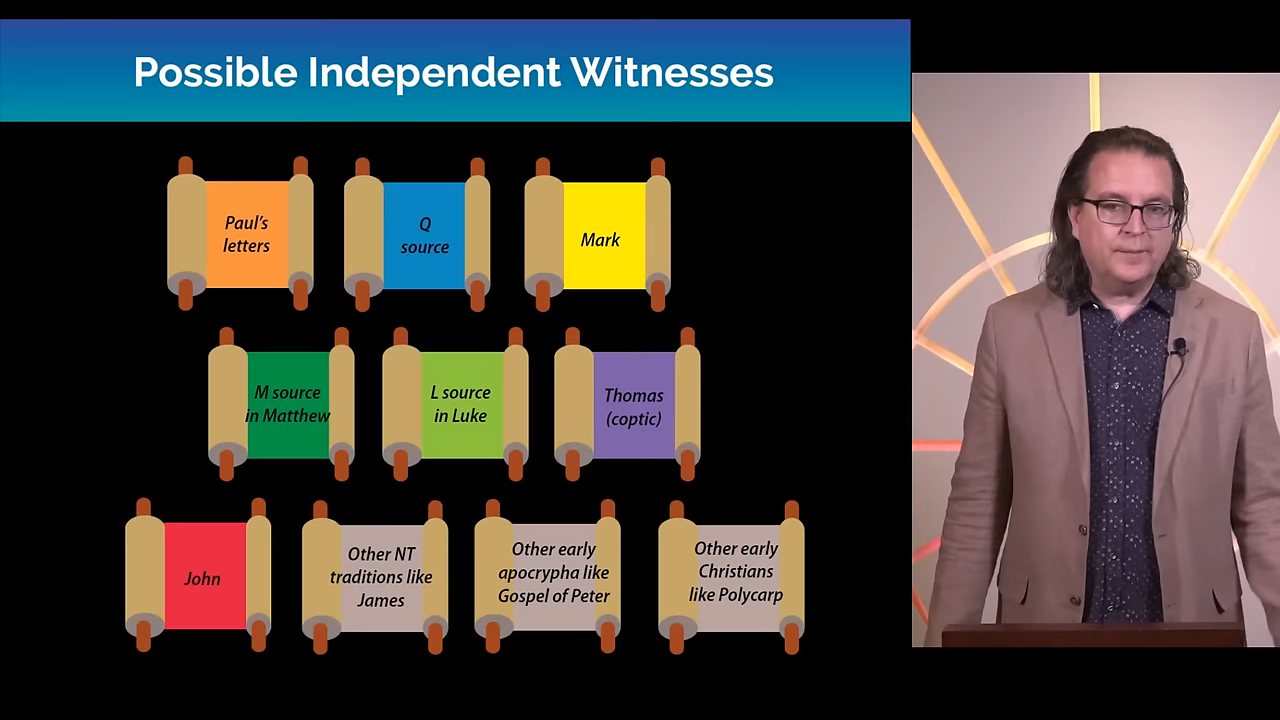 Possible Independent Witnesses
Paul's
letters
Q
source
Mark
M source
in Matthew
L source
in Luke
Thomas
(coptic)
John
Other NT
traditions like
James
Other early
apocrypha like
Gospel of Peter
Other early
Christians
like Polycarp